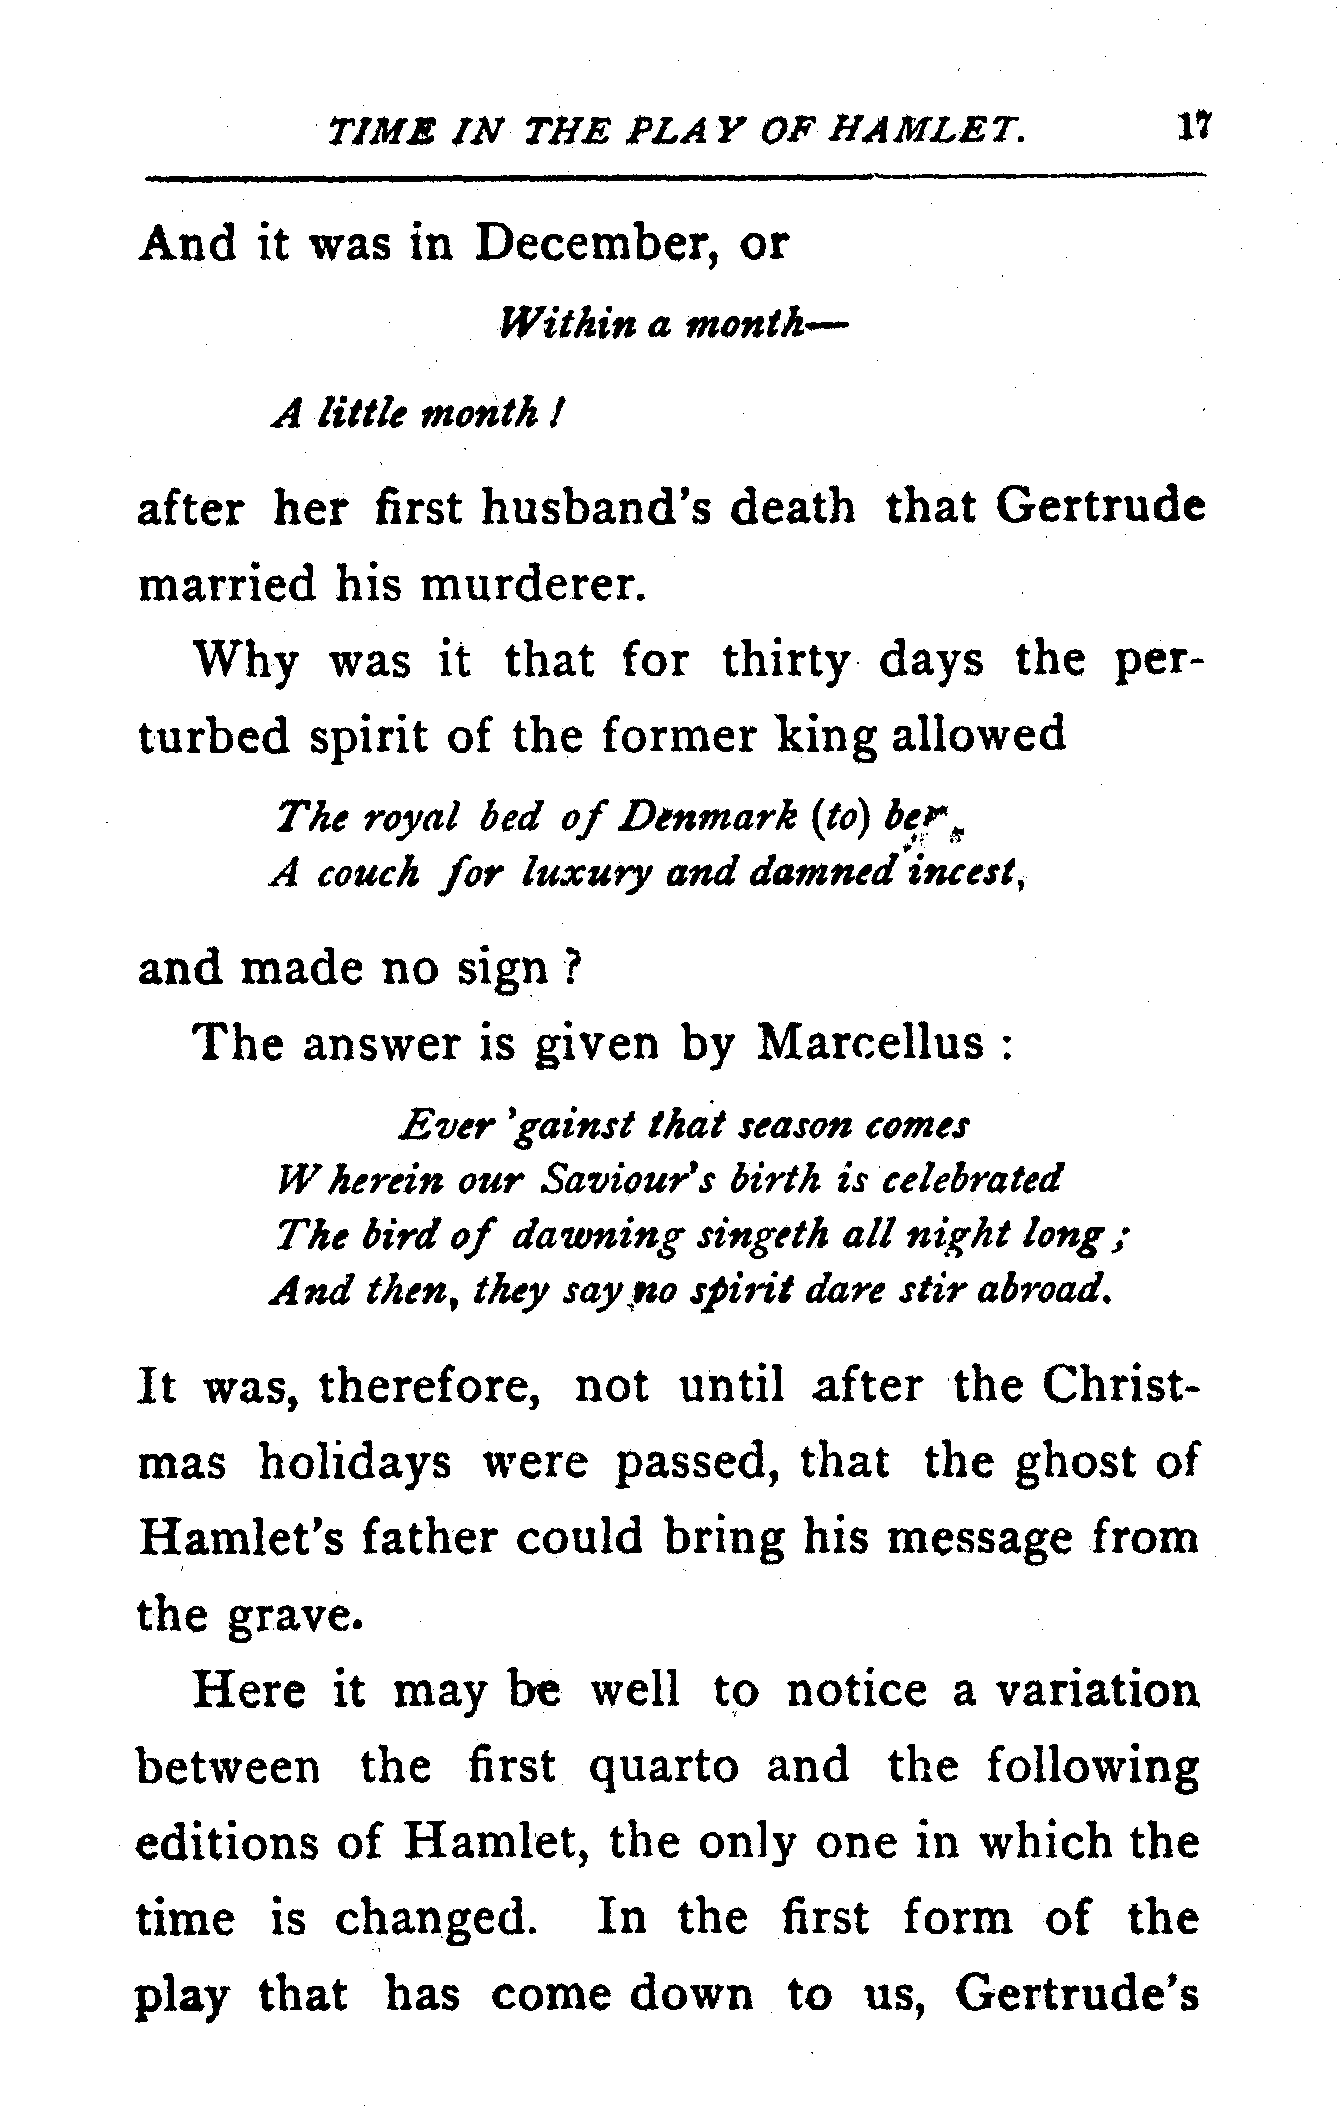 TIME IN THE PLAY OF HAMLET. 17
And it was in December, or
Within a month—
A little month !
after her first husband's death that Gertrude
married his murderer.
Why was it that for thirty days the per-
turbed spirit of the former king allowed
The royal bed of Denmark (to) be,
A couch for luxury and damned incest,
and made no sign ?
The answer is given by Marcellus :
Ever 'gainst that season comes
Wherein our Saviour's birth is celebrated
The bird of dawning singeth all night long ;
And then, they say no spirit dare stir abroad.
It was, therefore, not until after the Christ-
mas holidays were passed, that the ghost of
Hamlet's father could bring his message from
the grave.
Here it may be well to notice a variation
between the first quarto and the following
editions of Hamlet, the only one in which the
time is changed. In the first form of the
play that has come down to us, Gertrude's